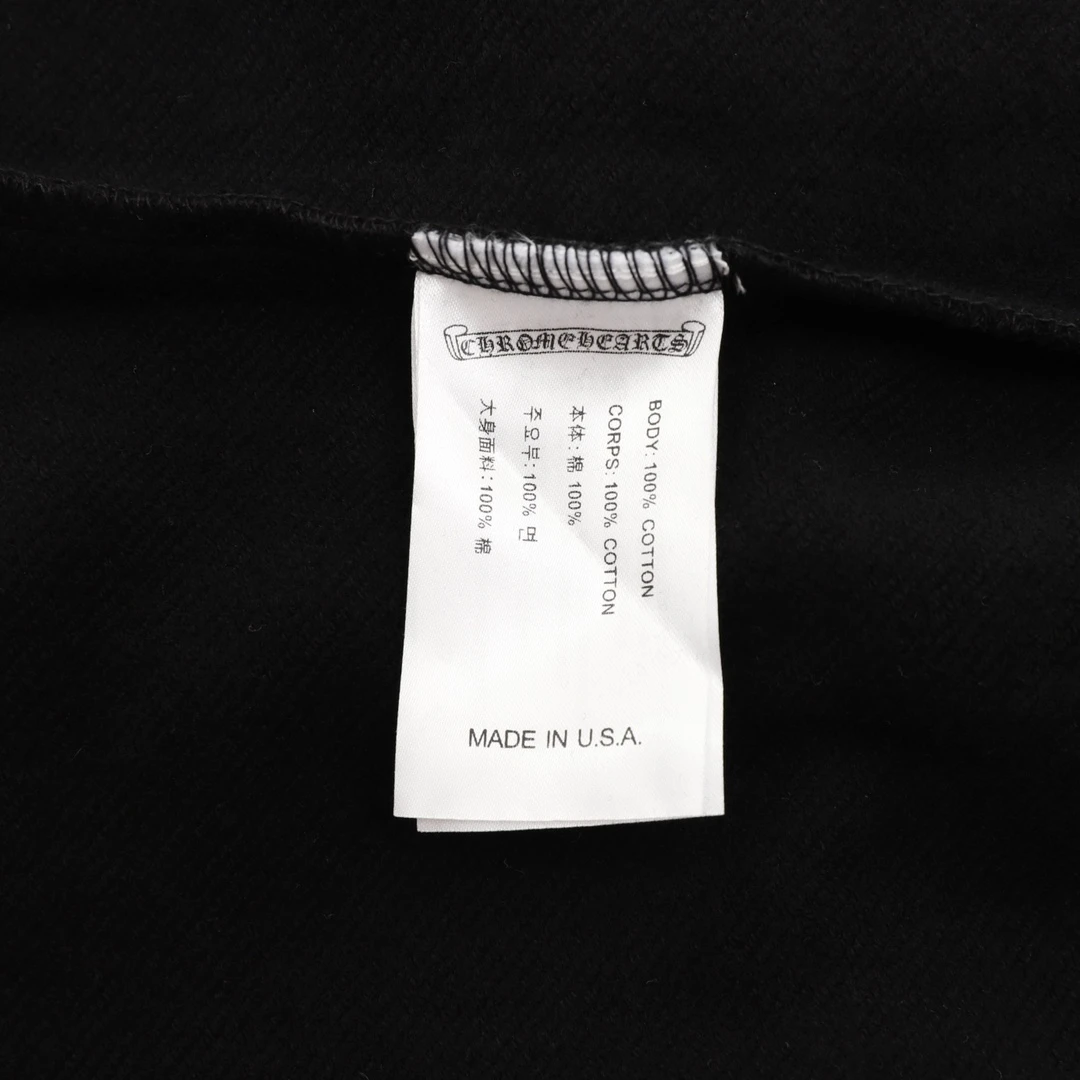 CHROMEHEARTS
BODY: 100% COTTON
CORPS: 100% COTTON
本体: 棉 100%
주요부: 100% 면
大身面料: 100% 棉
MADE IN U.S.A.